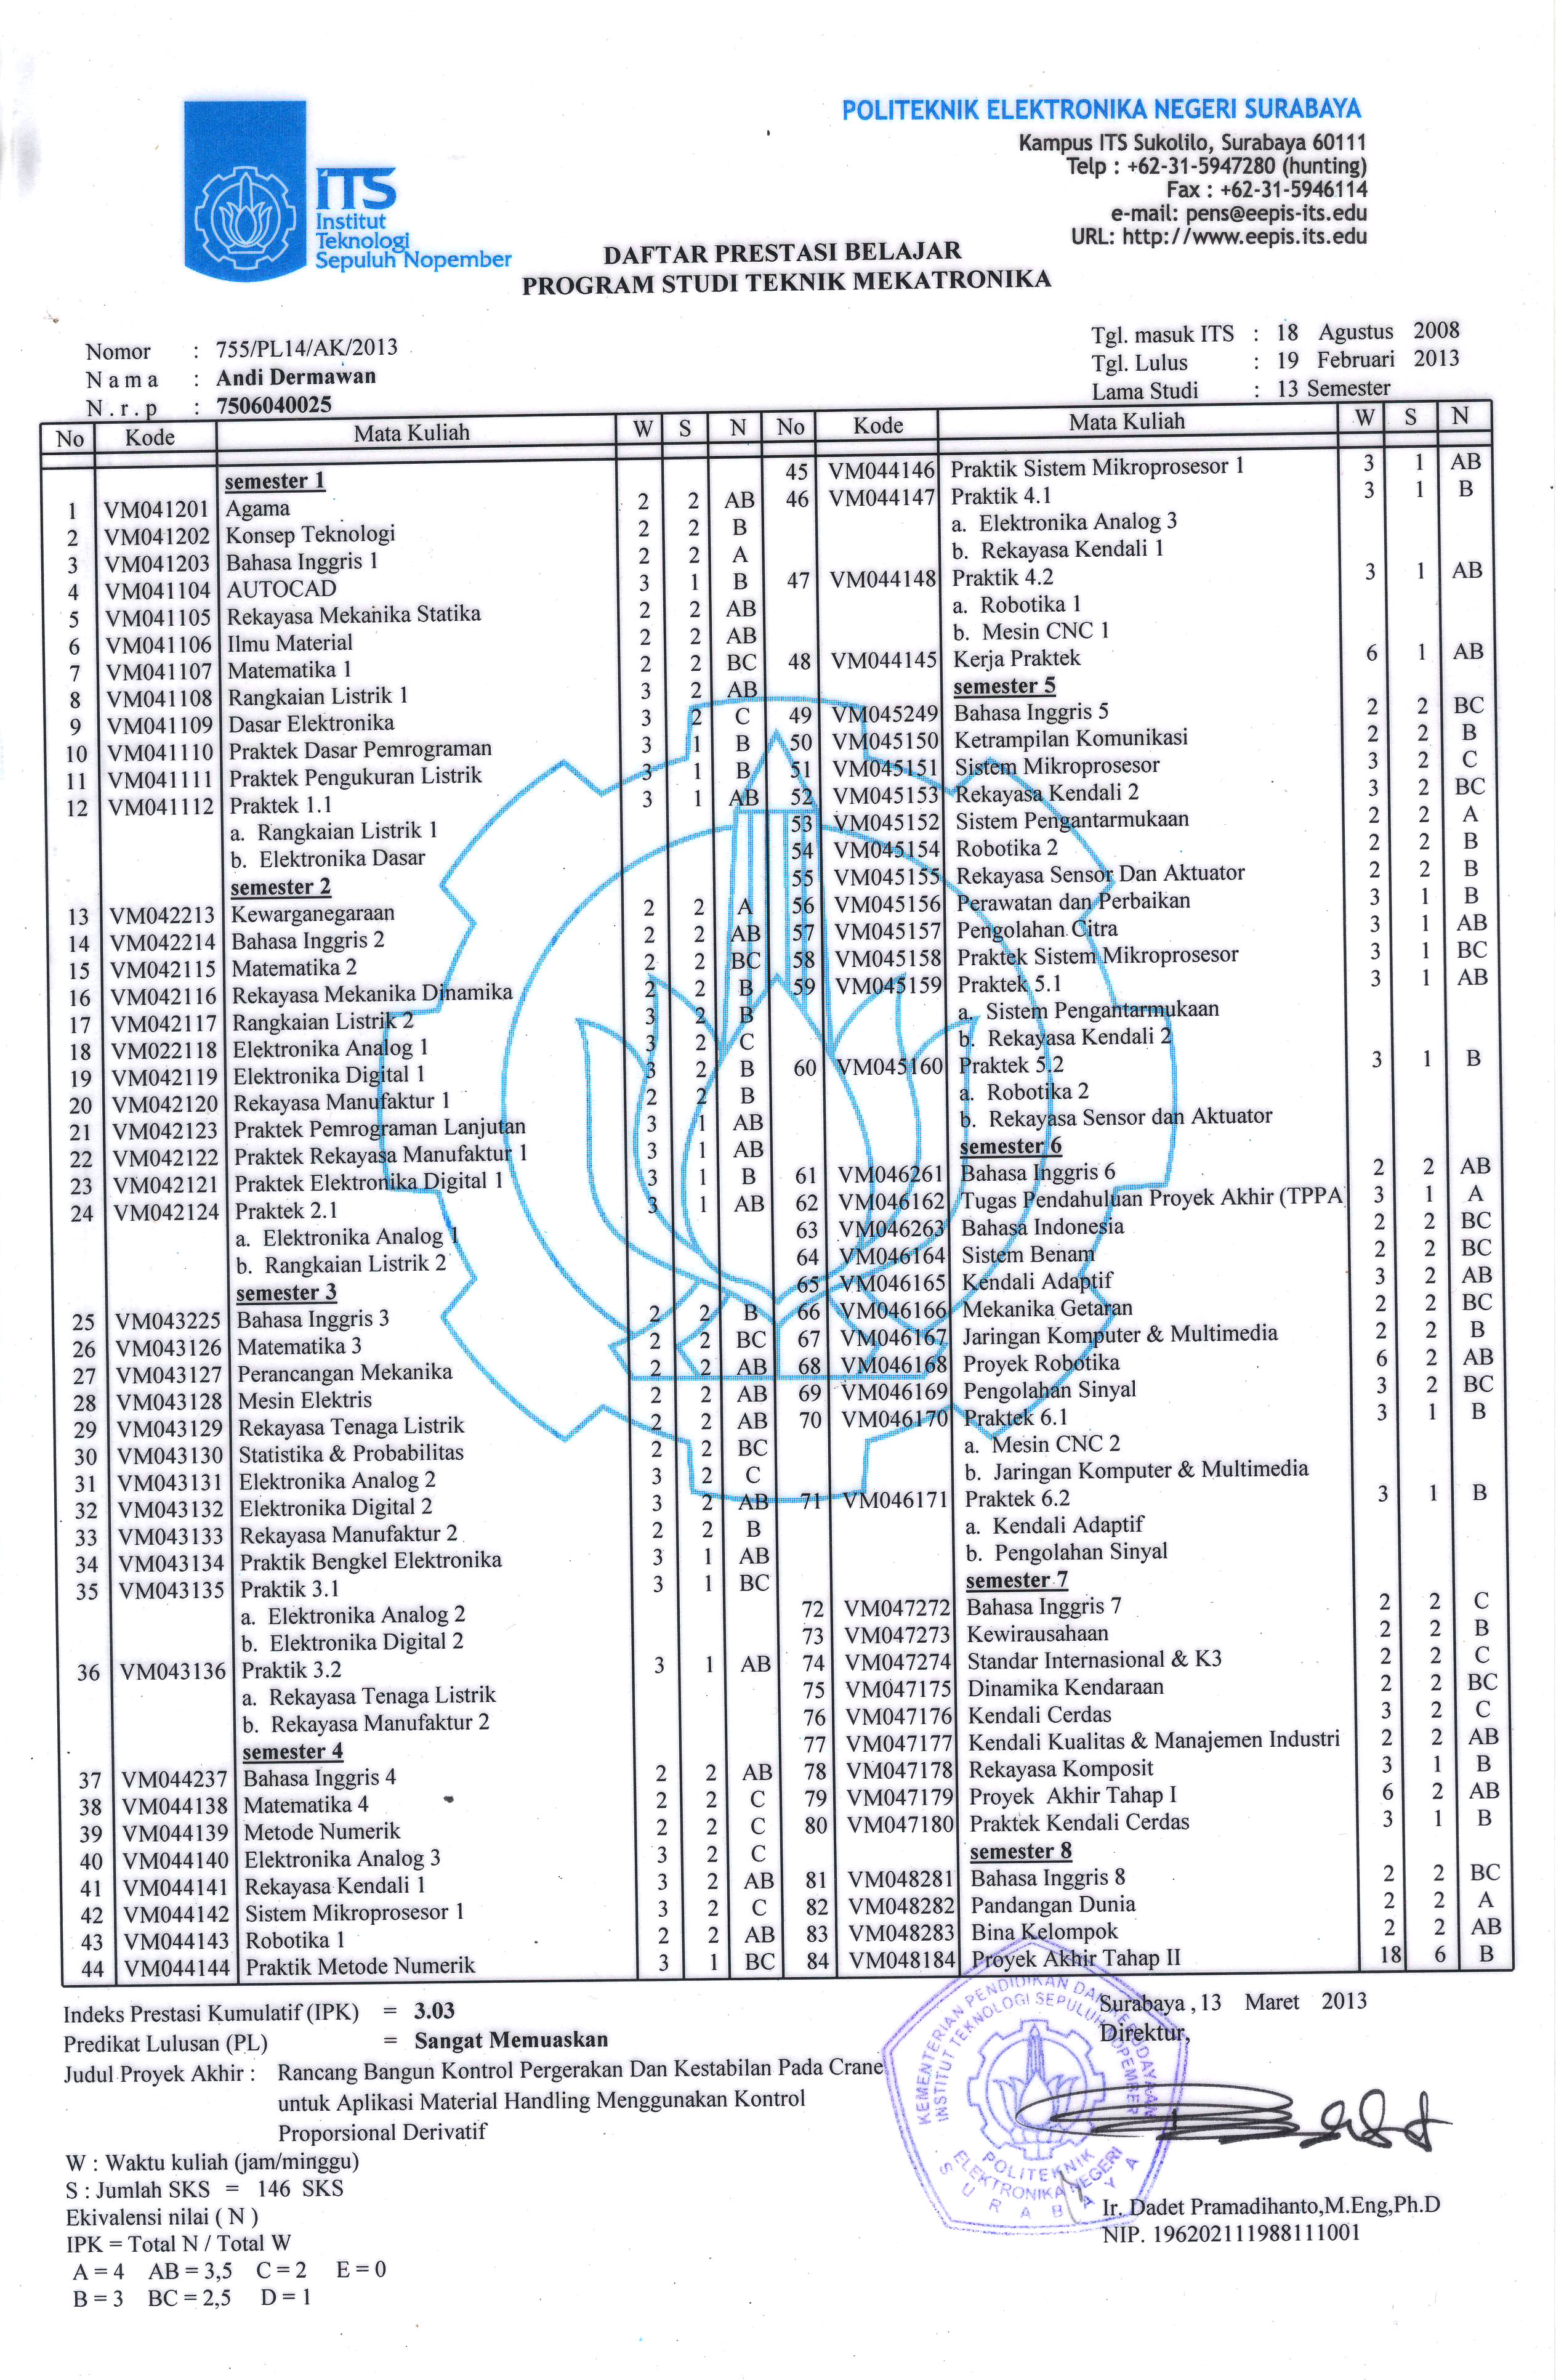 ITS
Institut
Teknologi
Sepuluh Nopember
POLITEKNIK ELEKTRONIKA NEGERI SURABAYA
Kampus ITS Sukolilo, Surabaya 60111
Telp : +62-31-5947280 (hunting)
Fax : +62-31-5946114
e-mail: pens@eepis-its.edu
URL: http://www.eepis.its.edu
DAFTAR PRESTASI BELAJAR
PROGRAM STUDI TEKNIK MEKATRONIKA
Nomor : 755/PL14/AK/2013
N a m a : Andi Dermawan
N . r . p : 7506040025
Tgl. masuk ITS : 18 Agustus 2008
Tgl. Lulus : 19 Februari 2013
Lama Studi : 13 Semester
No Kode Mata Kuliah W S N
semester 1
1 VM041201 Agama 2 2 AB
2 VM041202 Konsep Teknologi 2 2 B
3 VM041203 Bahasa Inggris 1 2 2 A
4 VM041104 AUTOCAD 3 1 B
5 VM041105 Rekayasa Mekanika Statika 2 2 AB
6 VM041106 Ilmu Material 2 2 AB
7 VM041107 Matematika 1 2 2 BC
8 VM041108 Rangkaian Listrik 1 3 2 AB
9 VM041109 Dasar Elektronika 3 2 C
10 VM041110 Praktek Dasar Pemrograman 3 1 B
11 VM041111 Praktek Pengukuran Listrik 3 1 B
12 VM041112 Praktek 1.1 3 1 AB
a. Rangkaian Listrik 1
b. Elektronika Dasar
semester 2
13 VM042213 Kewarganegaraan 2 2 A
14 VM042214 Bahasa Inggris 2 2 2 AB
15 VM042115 Matematika 2 2 2 BC
16 VM042116 Rekayasa Mekanika Dinamika 2 2 B
17 VM042117 Rangkaian Listrik 2 3 2 B
18 VM022118 Elektronika Analog 1 3 2 C
19 VM042119 Elektronika Digital 1 3 2 B
20 VM042120 Rekayasa Manufaktur 1 2 2 B
21 VM042123 Praktek Pemrograman Lanjutan 3 1 AB
22 VM042122 Praktek Rekayasa Manufaktur 1 3 1 AB
23 VM042121 Praktek Elektronika Digital 1 3 1 B
24 VM042124 Praktek 2.1 3 1 AB
a. Elektronika Analog 1
b. Rangkaian Listrik 2
semester 3
25 VM043225 Bahasa Inggris 3 2 2 B
26 VM043126 Matematika 3 2 2 BC
27 VM043127 Perancangan Mekanika 2 2 AB
28 VM043128 Mesin Elektris 2 2 AB
29 VM043129 Rekayasa Tenaga Listrik 2 2 AB
30 VM043130 Statistika & Probabilitas 2 2 BC
31 VM043131 Elektronika Analog 2 3 2 C
32 VM043132 Elektronika Digital 2 3 2 AB
33 VM043133 Rekayasa Manufaktur 2 2 2 B
34 VM043134 Praktik Bengkel Elektronika 3 1 AB
35 VM043135 Praktik 3.1 3 1 BC
a. Elektronika Analog 2
b. Elektronika Digital 2
36 VM043136 Praktik 3.2 3 1 AB
a. Rekayasa Tenaga Listrik
b. Rekayasa Manufaktur 2
semester 4
37 VM044237 Bahasa Inggris 4 2 2 AB
38 VM044138 Matematika 4 2 2 C
39 VM044139 Metode Numerik 2 2 C
40 VM044140 Elektronika Analog 3 3 2 C
41 VM044141 Rekayasa Kendali 1 3 2 AB
42 VM044142 Sistem Mikroprosesor 1 3 2 C
43 VM044143 Robotika 1 2 2 AB
44 VM044144 Praktik Metode Numerik 3 1 BC
No Kode Mata Kuliah W S N
45 VM044146 Praktik Sistem Mikroprosesor 1 3 1 AB
46 VM044147 Praktik 4.1 3 1 B
a. Elektronika Analog 3
b. Rekayasa Kendali 1
47 VM044148 Praktik 4.2 3 1 AB
a. Robotika 1
b. Mesin CNC 1
48 VM044145 Kerja Praktek 6 1 AB
semester 5
49 VM045249 Bahasa Inggris 5 2 2 BC
50 VM045150 Ketrampilan Komunikasi 2 2 B
51 VM045151 Sistem Mikroprosesor 3 2 C
52 VM045153 Rekayasa Kendali 2 3 2 BC
53 VM045152 Sistem Pengantarmukaan 2 2 A
54 VM045154 Robotika 2 2 2 B
55 VM045155 Rekayasa Sensor Dan Aktuator 2 2 B
56 VM045156 Perawatan dan Perbaikan 3 1 B
57 VM045157 Pengolahan Citra 3 1 AB
58 VM045158 Praktek Sistem Mikroprosesor 3 1 BC
59 VM045159 Praktek 5.1 3 1 AB
a. Sistem Pengantarmukaan
b. Rekayasa Kendali 2
60 VM045160 Praktek 5.2 3 1 B
a. Robotika 2
b. Rekayasa Sensor dan Aktuator
semester 6
61 VM046261 Bahasa Inggris 6 2 2 AB
62 VM046162 Tugas Pendahuluan Proyek Akhir (TPPA 3 1 A
63 VM046263 Bahasa Indonesia 2 2 BC
64 VM046164 Sistem Benam 2 2 BC
65 VM046165 Kendali Adaptif 3 2 AB
66 VM046166 Mekanika Getaran 2 2 BC
67 VM046167 Jaringan Komputer & Multimedia 2 2 B
68 VM046168 Proyek Robotika 6 2 AB
69 VM046169 Pengolahan Sinyal 3 2 BC
70 VM046170 Praktek 6.1 3 1 B
a. Mesin CNC 2
b. Jaringan Komputer & Multimedia
71 VM046171 Praktek 6.2 3 1 B
a. Kendali Adaptif
b. Pengolahan Sinyal
semester 7
72 VM047272 Bahasa Inggris 7 2 2 C
73 VM047273 Kewirausahaan 2 2 B
74 VM047274 Standar Internasional & K3 2 2 C
75 VM047175 Dinamika Kendaraan 2 2 BC
76 VM047176 Kendali Cerdas 3 2 C
77 VM047177 Kendali Kualitas & Manajemen Industri 2 2 AB
78 VM047178 Rekayasa Komposit 3 1 B
79 VM047179 Proyek Akhir Tahap I 6 2 AB
80 VM047180 Praktek Kendali Cerdas 3 1 B
semester 8
81 VM048281 Bahasa Inggris 8 2 2 BC
82 VM048282 Pandangan Dunia 2 2 A
83 VM048283 Bina Kelompok 2 2 AB
84 VM048184 Proyek Akhir Tahap II 18 6 B
Indeks Prestasi Kumulatif (IPK) = 3.03
Predikat Lulusan (PL) = Sangat Memuaskan
Judul Proyek Akhir : Rancang Bangun Kontrol Pergerakan Dan Kestabilan Pada Crane
untuk Aplikasi Material Handling Menggunakan Kontrol
Proporsional Derivatif
W : Waktu kuliah (jam/minggu)
S : Jumlah SKS = 146 SKS
Ekivalensi nilai ( N )
IPK = Total N / Total W
A = 4 AB = 3,5 C = 2 E = 0
B = 3 BC = 2,5 D = 1
Surabaya , 13 Maret 2013
Direktur,
KEMENTERIAN PENDIDIKAN DAN KEBUDAYAAN
INSTITUT TEKNOLOGI SEPULUH NOPEMBER
POLITEKNIK
ELEKTRONIKA NEGERI
SURABAYA
Ir. Dadet Pramadihanto,M.Eng,Ph.D
NIP. 196202111988111001